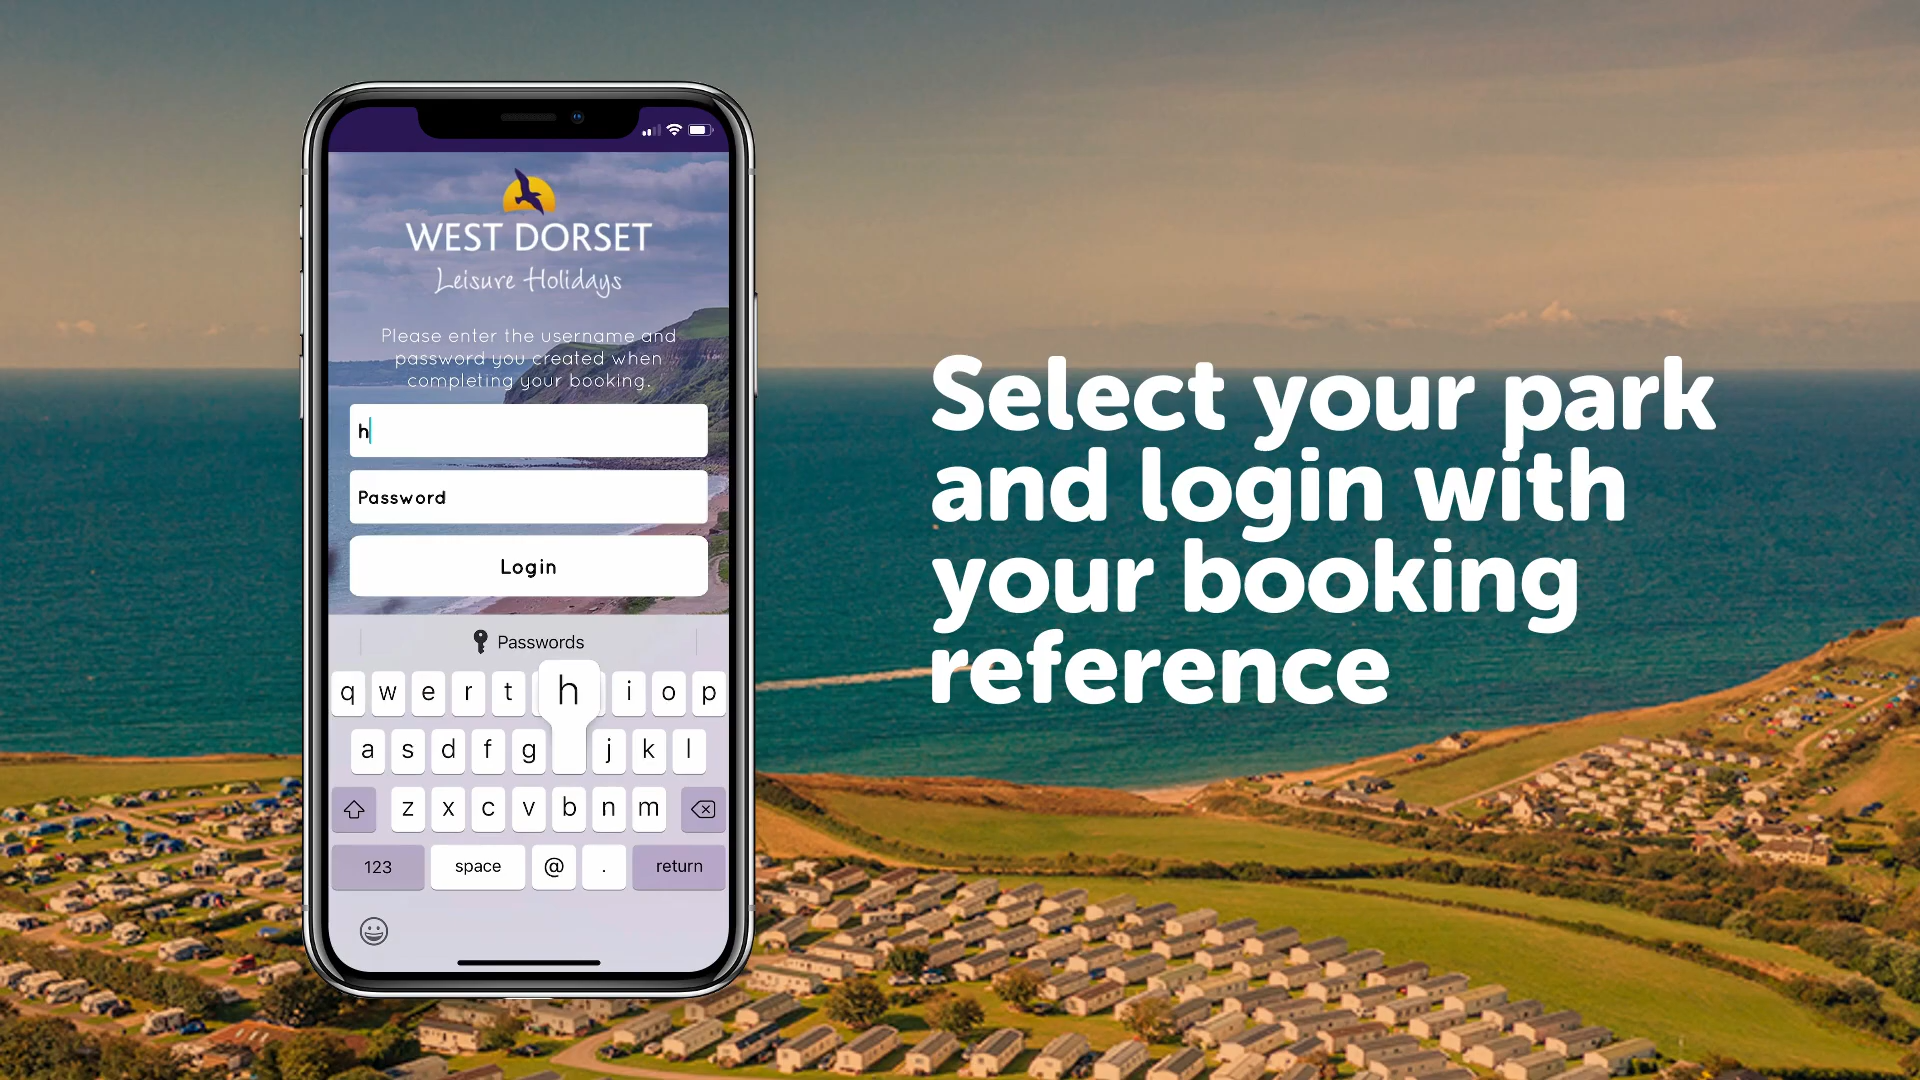 WEST DORSET
Leisure Holidays
Please enter the username and
password you created when
completing your booking.
h
Password
Login
Passwords
q w e r t h i o p
a s d f g j k l
z x c v b n m
123 space @ . return
Select your park
and login with
your booking
reference